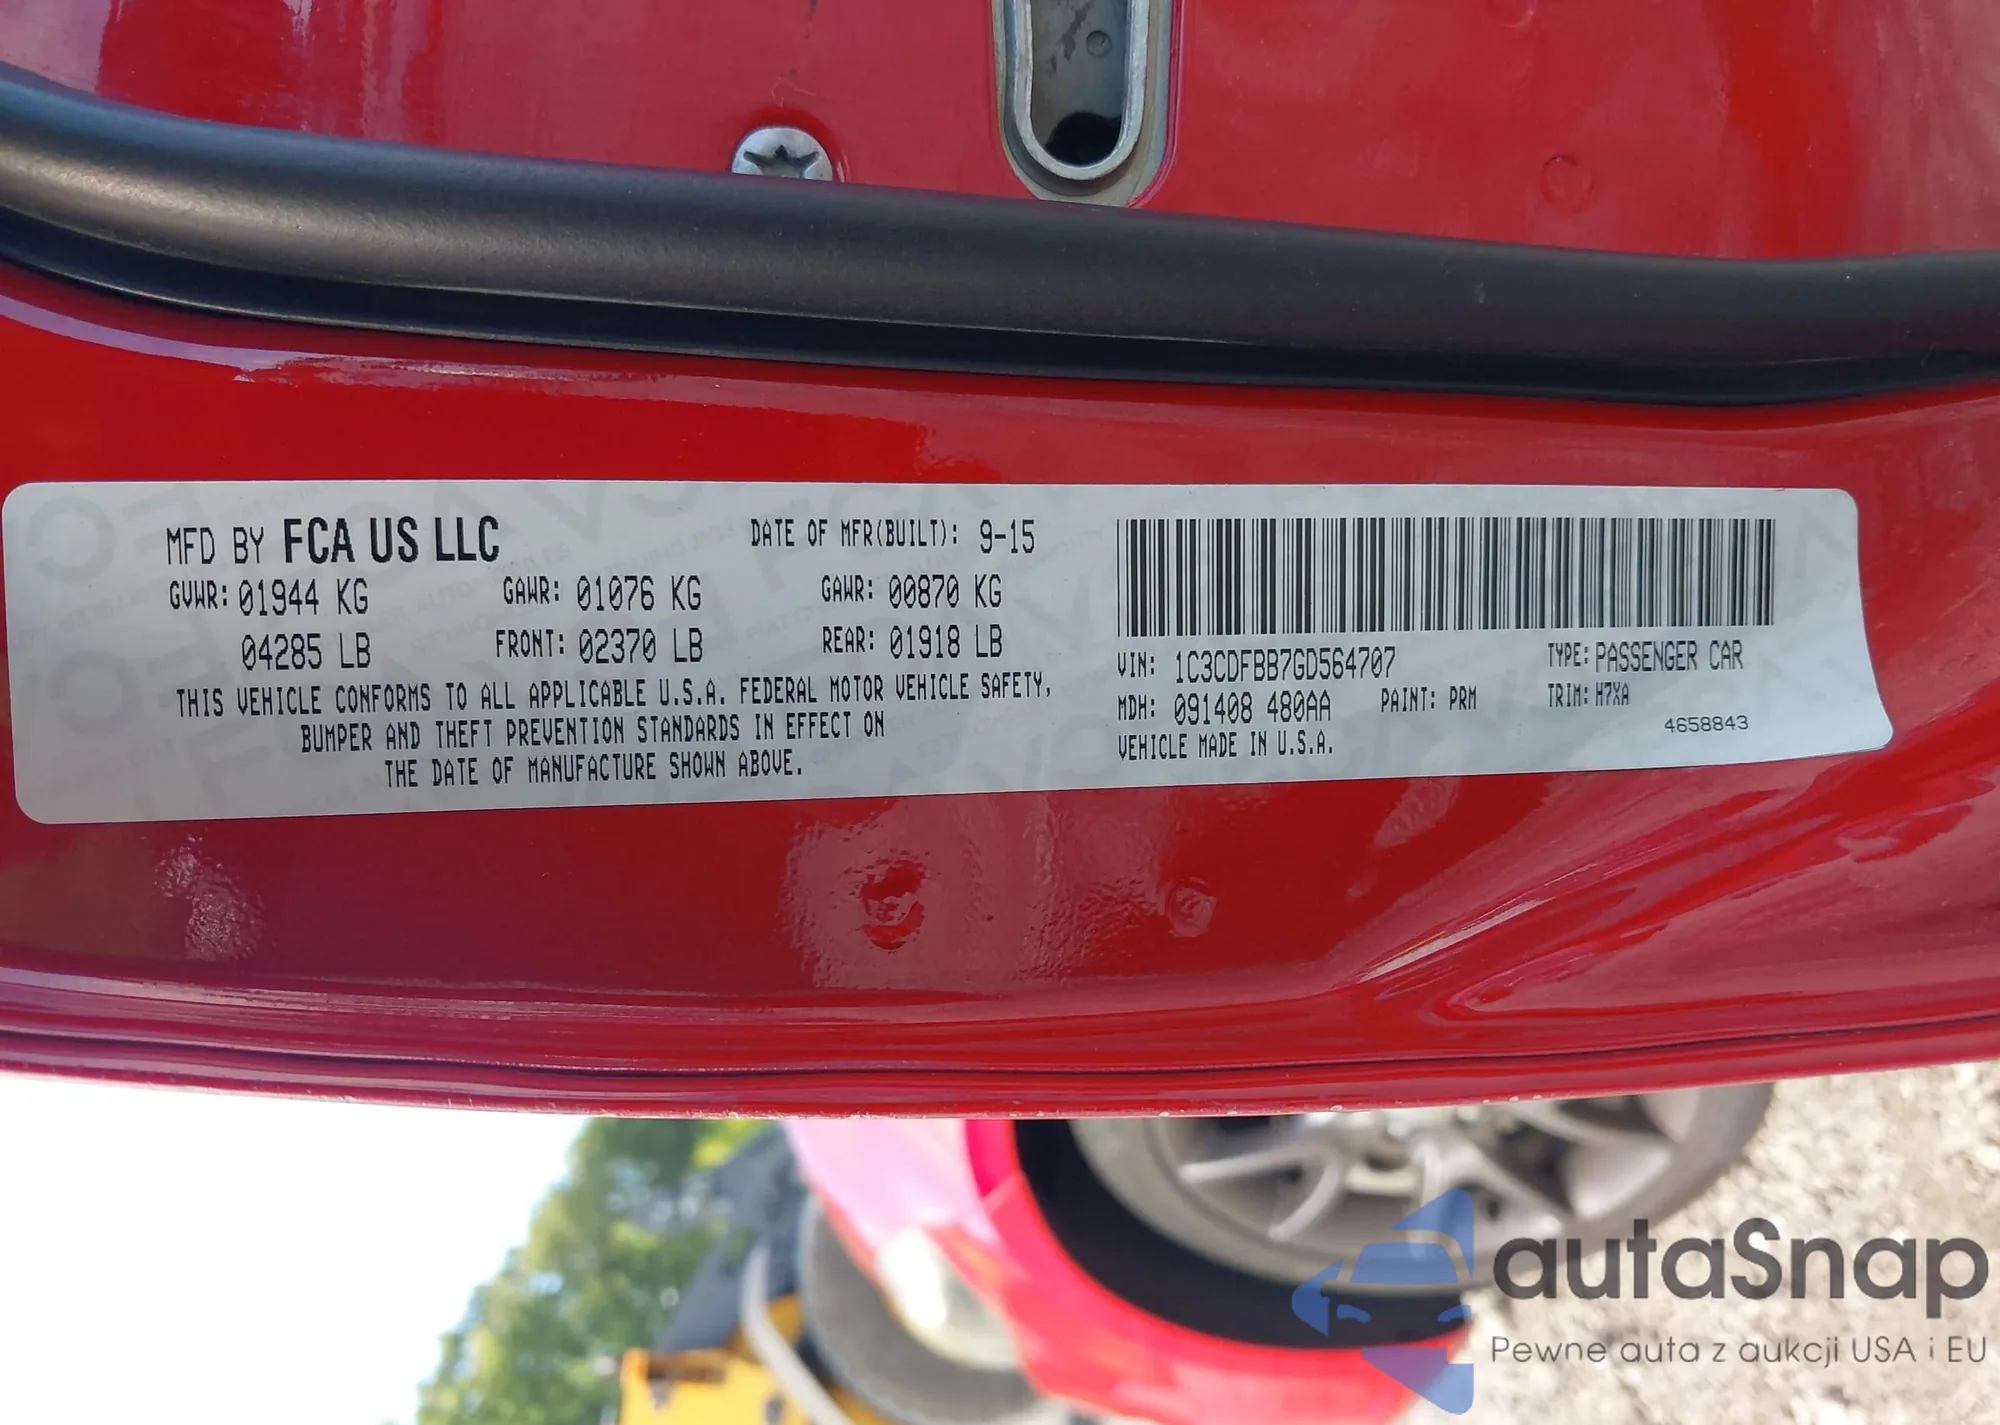 MFD BY FCA US LLC
DATE OF MFR(BUILT): 9-15
GVWR: 01944 KG GAWR: 01076 KG GAWR: 00870 KG
04285 LB FRONT: 02370 LB REAR: 01918 LB
THIS VEHICLE CONFORMS TO ALL APPLICABLE U.S.A. FEDERAL MOTOR VEHICLE SAFETY,
BUMPER AND THEFT PREVENTION STANDARDS IN EFFECT ON
THE DATE OF MANUFACTURE SHOWN ABOVE.
VIN: 1C3CDFBB7GD564707 TYPE: PASSENGER CAR
MDH: 091408 480AA PAINT: PRM TRIM: H7XA
VEHICLE MADE IN U.S.A. 4658843
autaSnap
Pewne auta z aukcji USA i EU